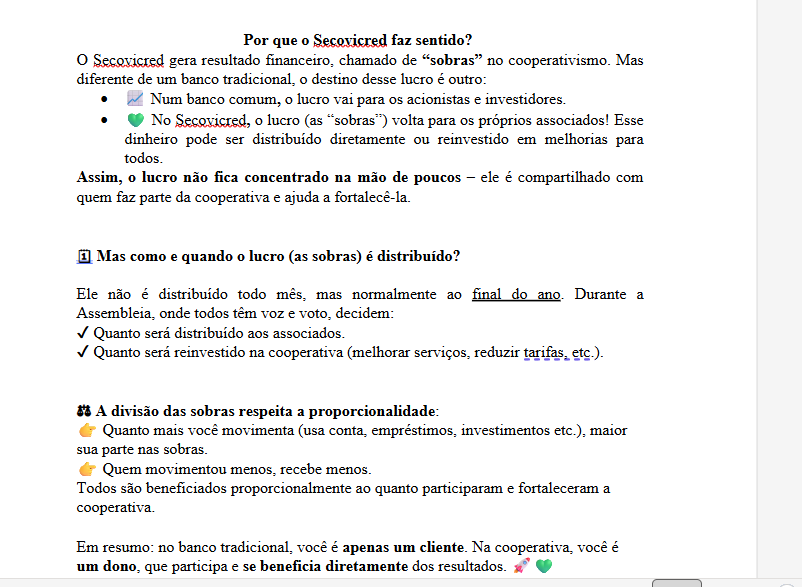 Por que o Secovicred faz sentido?
O Secovicred gera resultado financeiro, chamado de “sobras” no cooperativismo. Mas
diferente de um banco tradicional, o destino desse lucro é outro:
• 📈 Num banco comum, o lucro vai para os acionistas e investidores.
• 💚 No Secovicred, o lucro (as “sobras”) volta para os próprios associados! Esse
dinheiro pode ser distribuído diretamente ou reinvestido em melhorias para
todos.
Assim, o lucro não fica concentrado na mão de poucos – ele é compartilhado com
quem faz parte da cooperativa e ajuda a fortalecê-la.
🗓 Mas como e quando o lucro (as sobras) é distribuído?
Ele não é distribuído todo mês, mas normalmente ao final do ano. Durante a
Assembleia, onde todos têm voz e voto, decidem:
✓ Quanto será distribuído aos associados.
✓ Quanto será reinvestido na cooperativa (melhorar serviços, reduzir tarifas, etc.).
⚖ A divisão das sobras respeita a proporcionalidade:
👉 Quanto mais você movimenta (usa conta, empréstimos, investimentos etc.), maior
sua parte nas sobras.
👉 Quem movimentou menos, recebe menos.
Todos são beneficiados proporcionalmente ao quanto participaram e fortaleceram a
cooperativa.
Em resumo: no banco tradicional, você é apenas um cliente. Na cooperativa, você é
um dono, que participa e se beneficia diretamente dos resultados. 🚀 💚